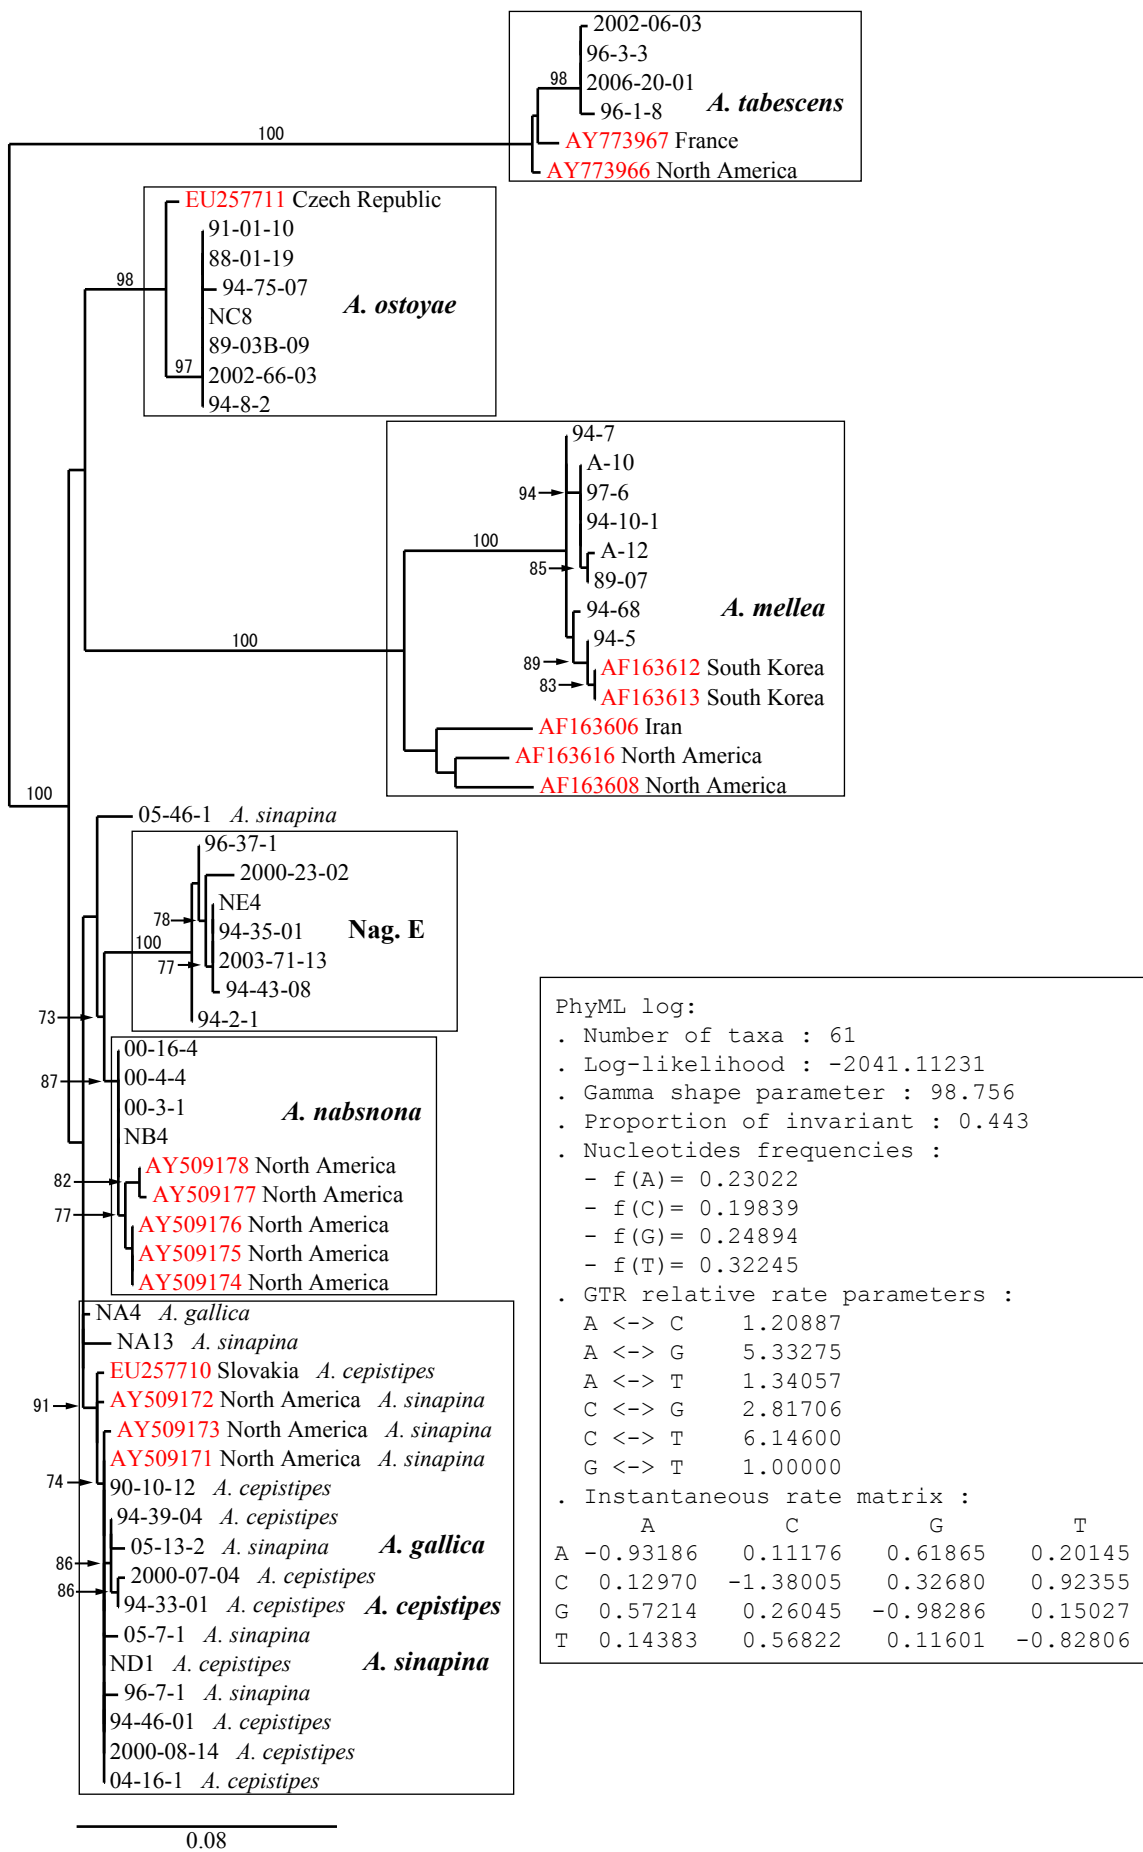 2002-06-03
96-3-3
98
2006-20-01
A. tabescens
96-1-8
100
AY773967 France
AY773966 North America
EU257711 Czech Republic
91-01-10
88-01-19
98
94-75-07
A. ostoyae
NC8
89-03B-09
97
2002-66-03
94-8-2
94-7
A-10
94
97-6
94-10-1
100
A-12
85
89-07
94-68
A. mellea
100
94-5
89
AF163612 South Korea
83
AF163613 South Korea
AF163606 Iran
AF163616 North America
AF163608 North America
100
05-46-1 A. sinapina
96-37-1
2000-23-02
NE4
78
94-35-01
Nag. E
100
2003-71-13
77
94-43-08
73
94-2-1
00-16-4
87
00-4-4
00-3-1
A. nabsnona
NB4
AY509178 North America
82
AY509177 North America
77
AY509176 North America
AY509175 North America
AY509174 North America
NA4 A. gallica
NA13 A. sinapina
EU257710 Slovakia A. cepistipes
91
AY509172 North America A. sinapina
AY509173 North America A. sinapina
AY509171 North America A. sinapina
74
90-10-12 A. cepistipes
94-39-04 A. cepistipes
05-13-2 A. sinapina
A. gallica
86
2000-07-04 A. cepistipes
86
94-33-01 A. cepistipes
A. cepistipes
05-7-1 A. sinapina
ND1 A. cepistipes
A. sinapina
96-7-1 A. sinapina
94-46-01 A. cepistipes
2000-08-14 A. cepistipes
04-16-1 A. cepistipes
0.08
PhyML log:
. Number of taxa : 61
. Log-likelihood : -2041.11231
. Gamma shape parameter : 98.756
. Proportion of invariant : 0.443
. Nucleotides frequencies :
- f(A)= 0.23022
- f(C)= 0.19839
- f(G)= 0.24894
- f(T)= 0.32245
. GTR relative rate parameters :
A <-> C 1.20887
A <-> G 5.33275
A <-> T 1.34057
C <-> G 2.81706
C <-> T 6.14600
G <-> T 1.00000
. Instantaneous rate matrix :
A C G T
A -0.93186 0.11176 0.61865 0.20145
C 0.12970 -1.38005 0.32680 0.92355
G 0.57214 0.26045 -0.98286 0.15027
T 0.14383 0.56822 0.11601 -0.82806